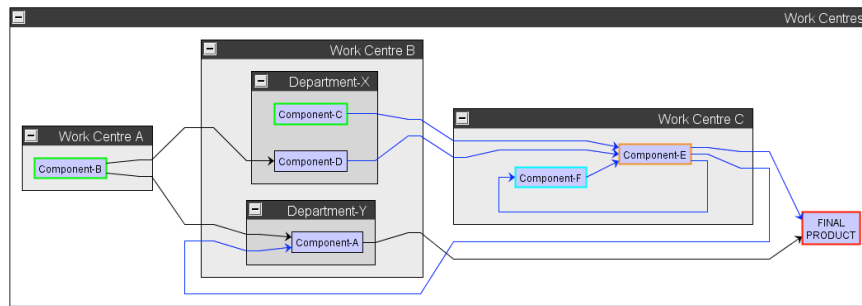 Work Centres
Work Centre B
Department-X
Component-C
Work Centre C
Work Centre A
Component-D
Component-E
Component-B
Component-F
Department-Y
FINAL
PRODUCT
Component-A